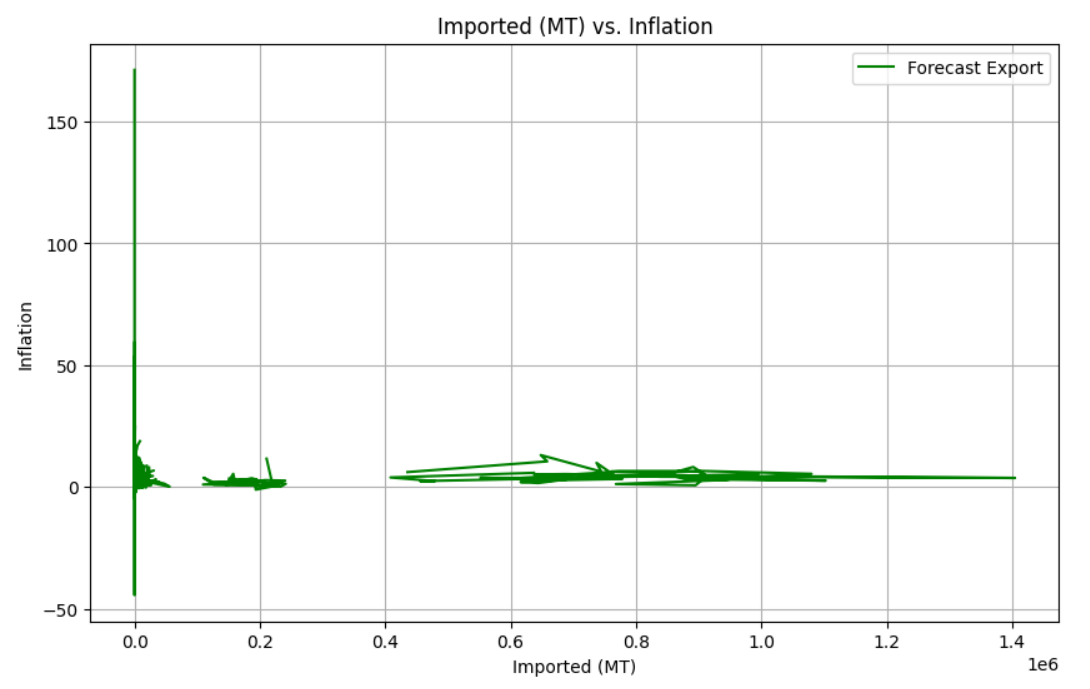 Imported (MT) vs. Inflation
Forecast Export
150
100
50
0
−50
Inflation
0.0 0.2 0.4 0.6 0.8 1.0 1.2 1.4
1e6
Imported (MT)